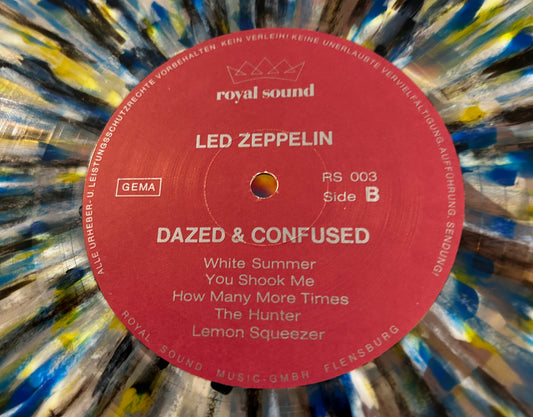 ALLE URHEBER- U. LEISTUNGSSCHUTZRECHTE VORBEHALTEN. KEIN VERLEIH! KEINE UNERLAUBTE VERVIELFÄLTIGUNG, AUFFÜHRUNG, SENDUNG!
royal sound
LED ZEPPELIN
GEMA
RS 003
Side B
DAZED & CONFUSED
White Summer
You Shook Me
How Many More Times
The Hunter
Lemon Squeezer
ROYAL SOUND MUSIC-GMBH FLENSBURG